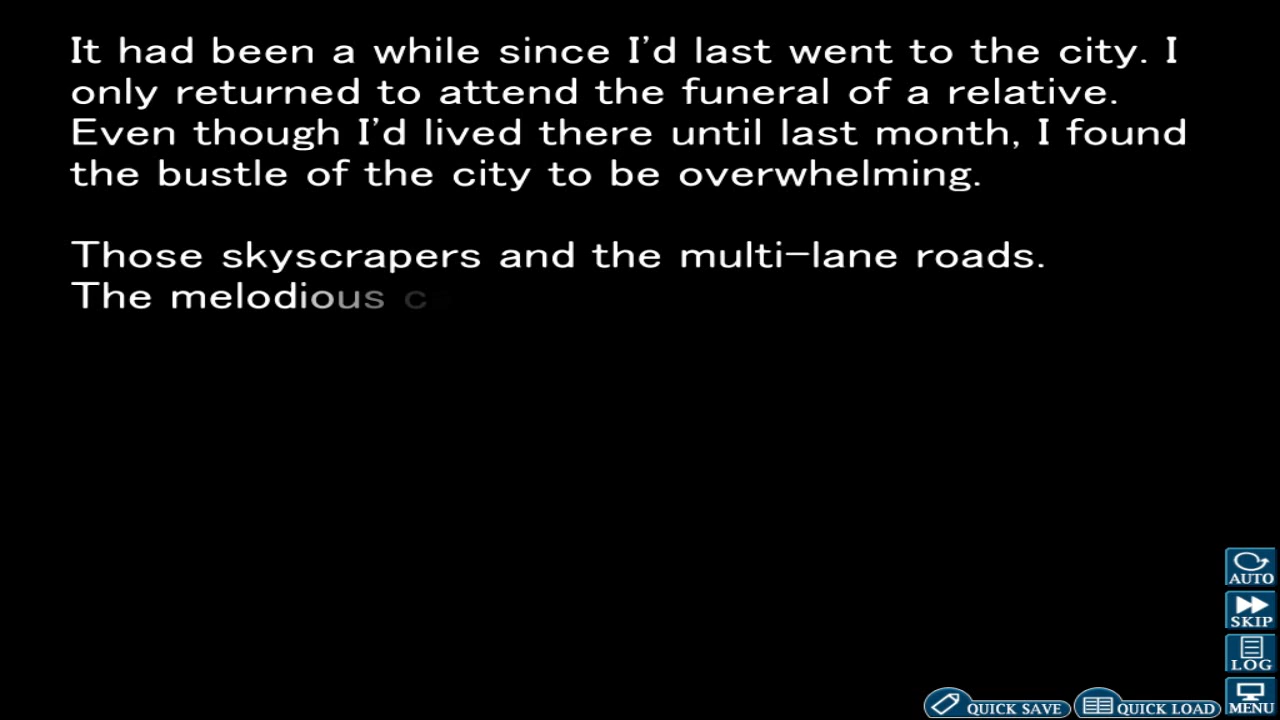 It had been a while since I'd last went to the city. I
only returned to attend the funeral of a relative.
Even though I'd lived there until last month, I found
the bustle of the city to be overwhelming.
Those skyscrapers and the multi-lane roads.
The melodious
AUTO
SKIP
LOG
QUICK SAVE
QUICK LOAD
MENU